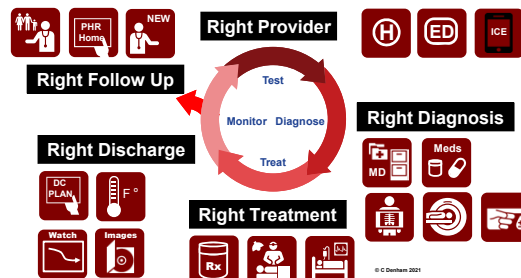 NEW
PHR
Home
Right Provider
H
ED
ICE
Right Follow Up
Test
Monitor Diagnose
Treat
Right Diagnosis
MD
Meds
Right Discharge
DC
PLAN
F °
Right Treatment
Watch
Images
Rx
© C Denham 2021